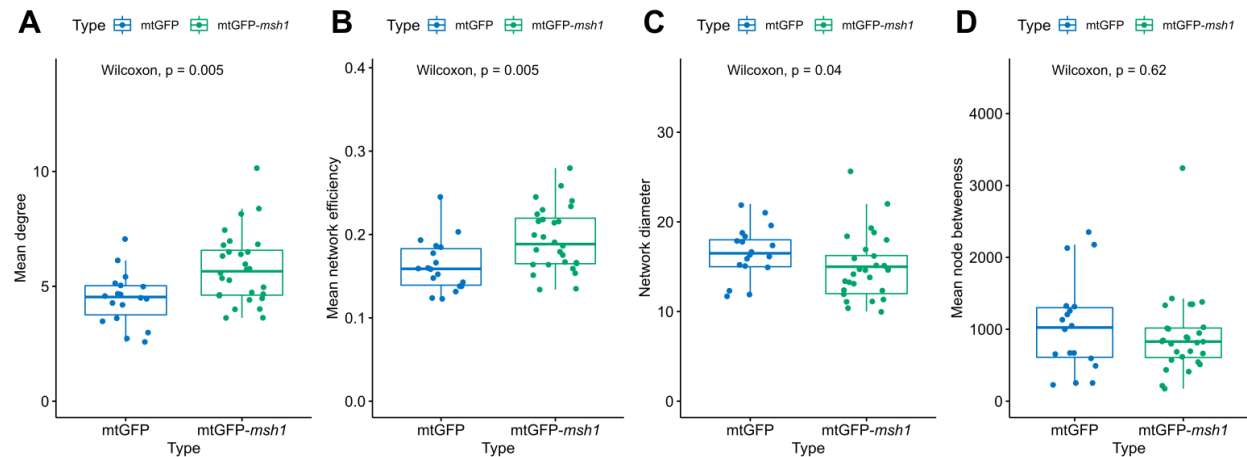 A
Type mtGFP mtGFP-msh1
Wilcoxon, p = 0.005
Mean degree
10
5
0
mtGFP mtGFP-msh1
Type
B
Type mtGFP mtGFP-msh1
Wilcoxon, p = 0.005
Mean network efficiency
0.4
0.3
0.2
0.1
0.0
mtGFP mtGFP-msh1
Type
C
Type mtGFP mtGFP-msh1
Wilcoxon, p = 0.04
Network diameter
30
20
10
0
mtGFP mtGFP-msh1
Type
D
Type mtGFP mtGFP-msh1
Wilcoxon, p = 0.62
Mean node betweeness
4000
3000
2000
1000
0
mtGFP mtGFP-msh1
Type